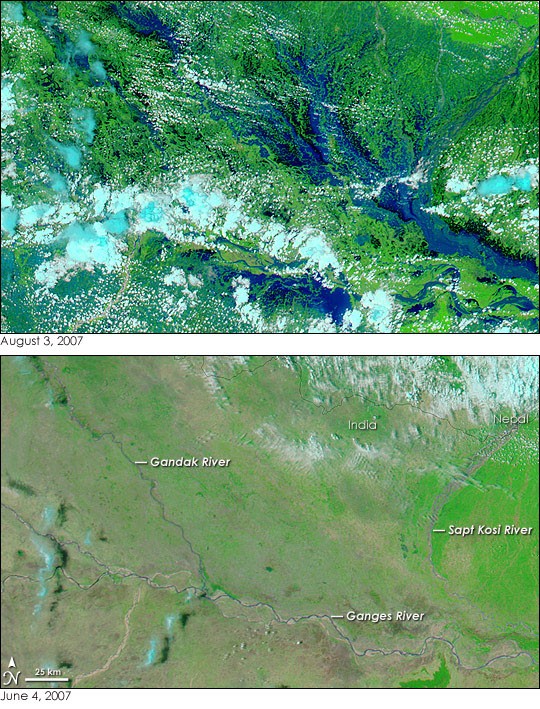 August 3, 2007
India
Nepal
Gandak River
Sapt Kosi River
Ganges River
N
25 km
June 4, 2007